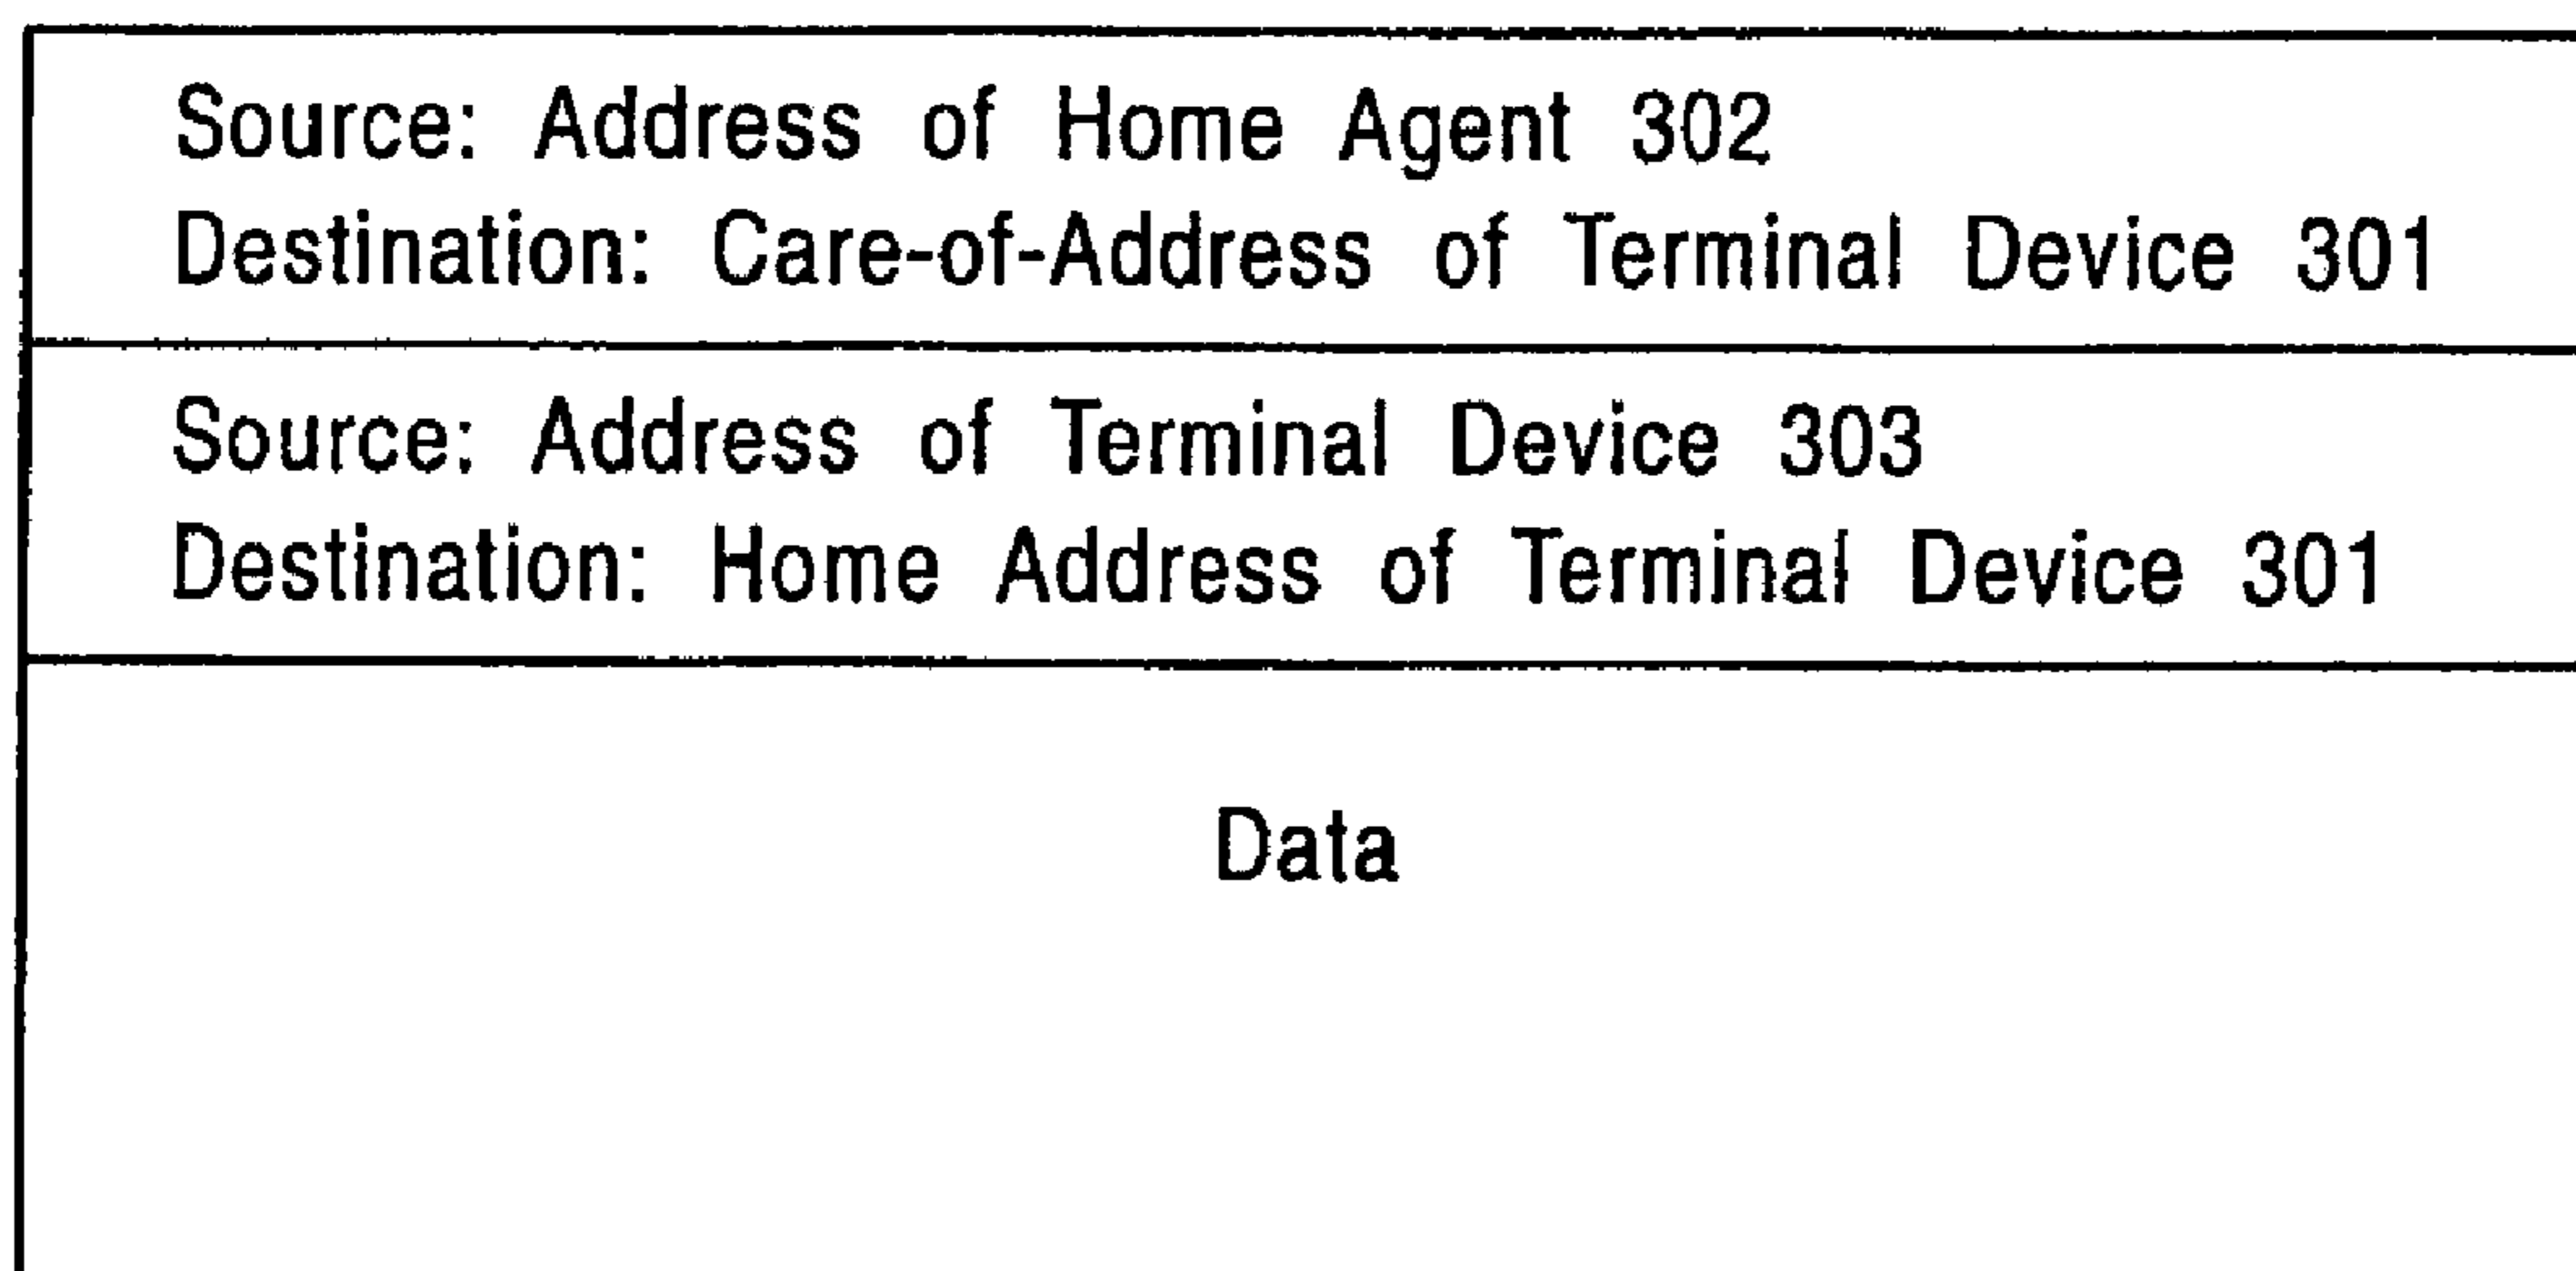 Source: Address of Home Agent 302
Destination: Care-of-Address of Terminal Device 301
Source: Address of Terminal Device 303
Destination: Home Address of Terminal Device 301
Data